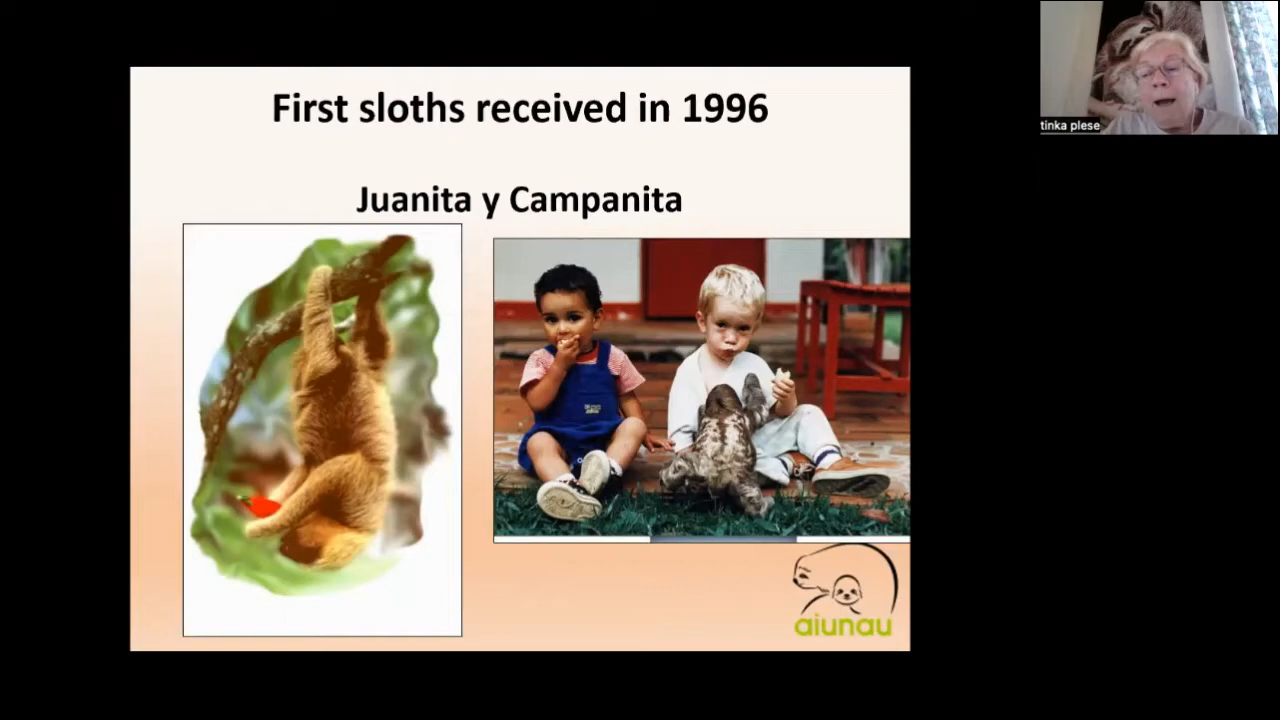 First sloths received in 1996
Juanita y Campanita
aiunau
tinka plese